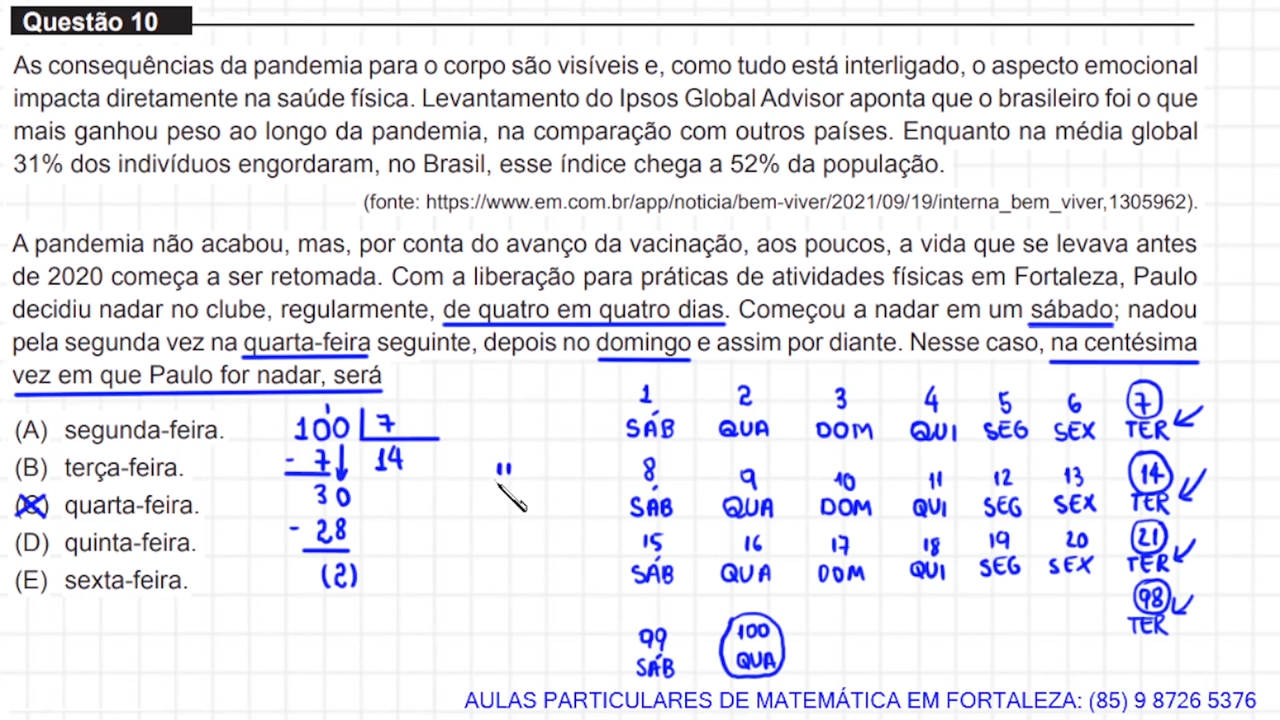 Questão 10
As consequências da pandemia para o corpo são visíveis e, como tudo está interligado, o aspecto emocional
impacta diretamente na saúde física. Levantamento do Ipsos Global Advisor aponta que o brasileiro foi o que
mais ganhou peso ao longo da pandemia, na comparação com outros países. Enquanto na média global
31% dos indivíduos engordaram, no Brasil, esse índice chega a 52% da população.
(fonte: https://www.em.com.br/app/noticia/bem-viver/2021/09/19/interna_bem_viver,1305962).
A pandemia não acabou, mas, por conta do avanço da vacinação, aos poucos, a vida que se levava antes
de 2020 começa a ser retomada. Com a liberação para práticas de atividades físicas em Fortaleza, Paulo
decidiu nadar no clube, regularmente, de quatro em quatro dias. Começou a nadar em um sábado; nadou
pela segunda vez na quarta-feira seguinte, depois no domingo e assim por diante. Nesse caso, na centésima
vez em que Paulo for nadar, será
(A) segunda-feira.
(B) terça-feira.
(C) quarta-feira.
(D) quinta-feira.
(E) sexta-feira.
100 7
- 7 14
30
- 28
(2)
"
1 2 3 4 5 6 7
SÁB QUA DOM QUI SEG SEX TER
8 9 10 11 12 13 14
SÁB QUA DOM QUI SEG SEX TER
15 16 17 18 19 20 21
SÁB QUA DOM QUI SEG SEX TER
98
TER
99 100
SÁB QUA
AULAS PARTICULARES DE MATEMÁTICA EM FORTALEZA: (85) 9 8726 5376